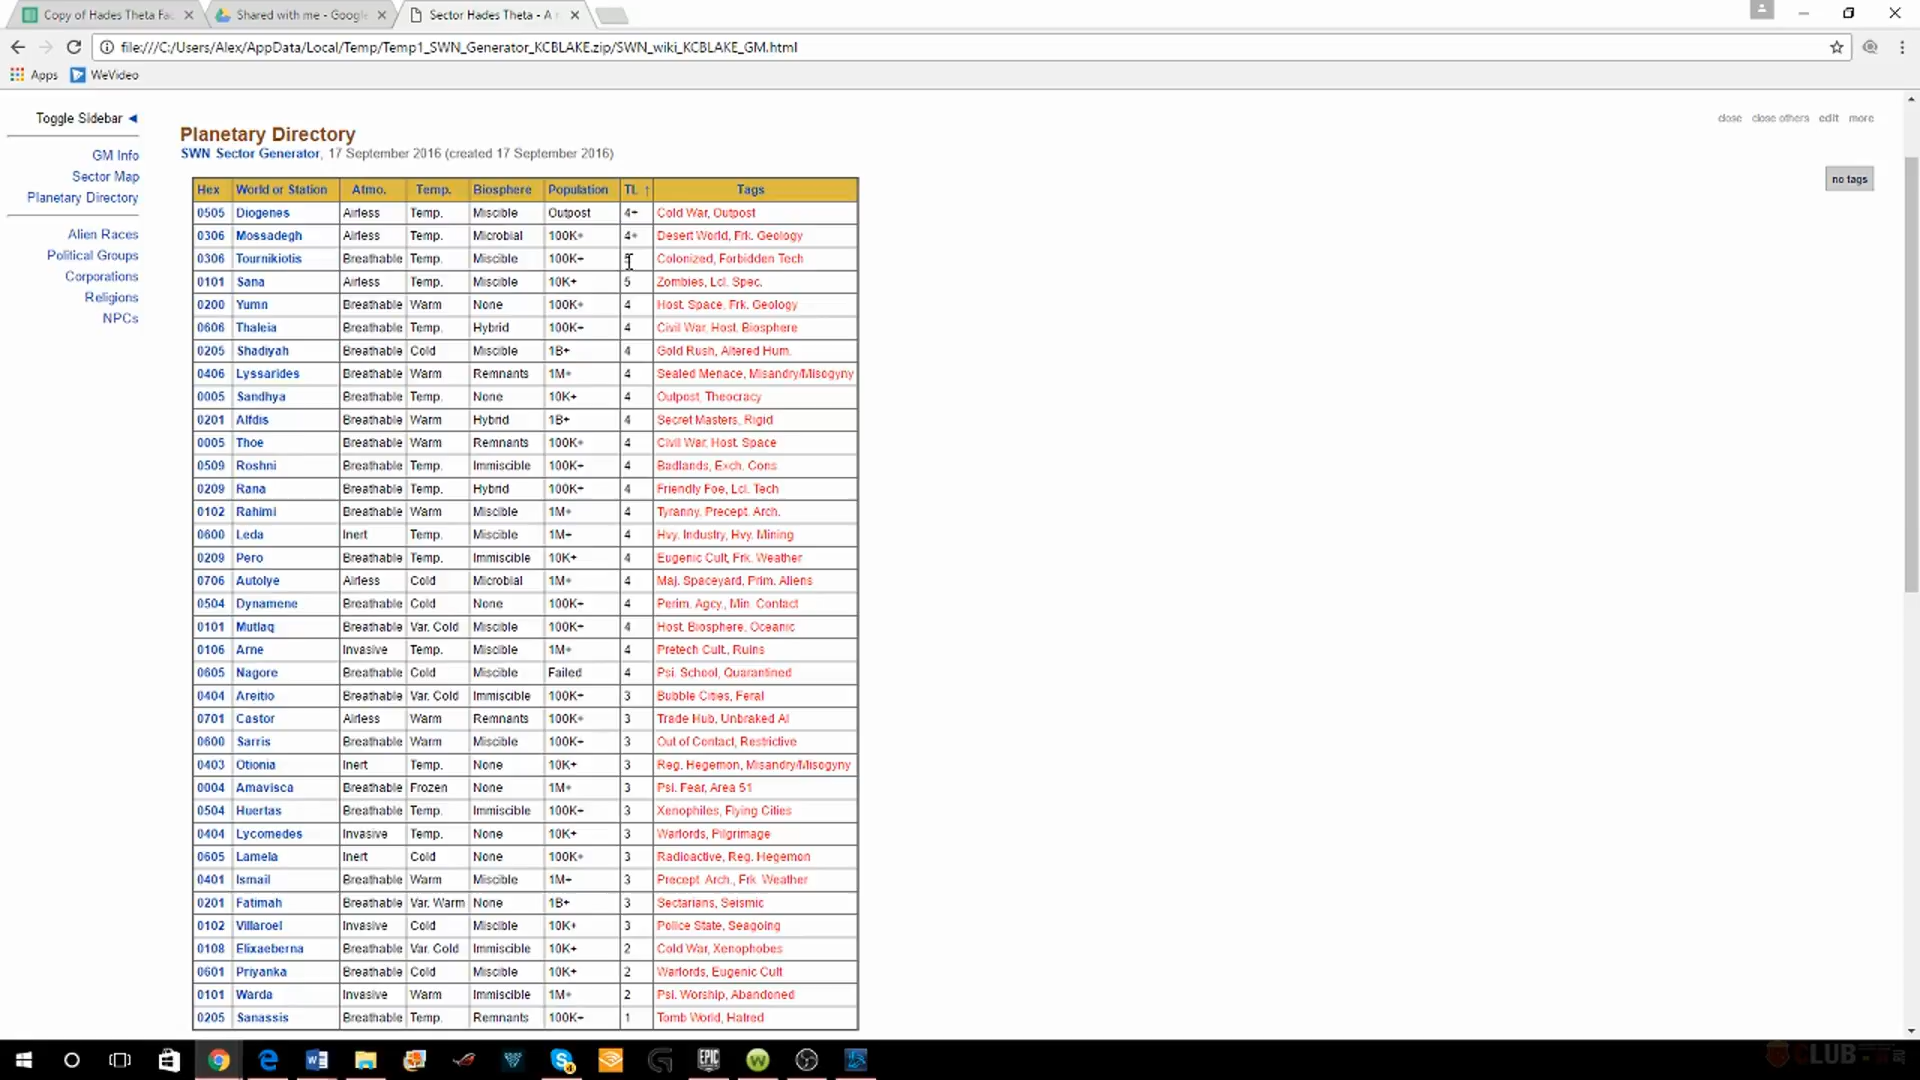 Copy of Hades Theta Fac
Shared with me - Google
Sector Hades Theta - A
file:///C:/Users/Alex/AppData/Local/Temp/Temp1_SWN_Generator_KCBLAKE.zip/SWN_wiki_KCBLAKE_GM.html
Apps WeVideo
Toggle Sidebar ◄
GM Info
Sector Map
Planetary Directory
Alien Races
Political Groups
Corporations
Religions
NPCs
close close others edit more
no tags
Planetary Directory
SWN Sector Generator, 17 September 2016 (created 17 September 2016)
Hex World or Station Atmo. Temp. Biosphere Population TL ↑ Tags
0505 Diogenes Airless Temp. Miscible Outpost 4+ Cold War, Outpost
0306 Mossadegh Airless Temp. Microbial 100K+ 4+ Desert World, Frk. Geology
0306 Tournikiotis Breathable Temp. Miscible 100K+ Colonized, Forbidden Tech
0101 Sana Airless Temp. Miscible 10K+ 5 Zombies, Lcl. Spec.
0200 Yumn Breathable Warm None 100K+ 4 Host. Space, Frk. Geology
0606 Thaleia Breathable Temp. Hybrid 100K+ 4 Civil War, Host. Biosphere
0205 Shadiyah Breathable Cold Miscible 1B+ 4 Gold Rush, Altered Hum.
0406 Lyssarides Breathable Warm Remnants 1M+ 4 Sealed Menace, Misandry/Misogyny
0005 Sandhya Breathable Temp. None 10K+ 4 Outpost, Theocracy
0201 Alfdis Breathable Warm Hybrid 1B+ 4 Secret Masters, Rigid
0005 Thoe Breathable Warm Remnants 100K+ 4 Civil War, Host. Space
0509 Roshni Breathable Temp. Immiscible 100K+ 4 Badlands, Exch. Cons
0209 Rana Breathable Temp. Hybrid 100K+ 4 Friendly Foe, Lcl. Tech
0102 Rahimi Breathable Warm Miscible 1M+ 4 Tyranny, Precept. Arch.
0600 Leda Inert Temp. Miscible 1M+ 4 Hvy. Industry, Hvy. Mining
0209 Pero Breathable Temp. Immiscible 10K+ 4 Eugenic Cult, Frk. Weather
0706 Autolye Airless Cold Microbial 1M+ 4 Maj. Spaceyard, Prim. Aliens
0504 Dynamene Breathable Cold None 100K+ 4 Perim. Agcy., Min. Contact
0101 Mutlaq Breathable Var. Cold Miscible 100K+ 4 Host. Biosphere, Oceanic
0106 Arne Invasive Temp. Miscible 1M+ 4 Pretech Cult., Ruins
0605 Nagore Breathable Cold Miscible Failed 4 Psi. School, Quarantined
0404 Areitio Breathable Var. Cold Immiscible 100K+ 3 Bubble Cities, Feral
0701 Castor Airless Warm Remnants 100K+ 3 Trade Hub, Unbraked AI
0600 Sarris Breathable Warm Miscible 100K+ 3 Out of Contact, Restrictive
0403 Otionia Inert Temp. None 10K+ 3 Reg. Hegemon, Misandry/Misogyny
0004 Amavisca Breathable Frozen None 1M+ 3 Psi. Fear, Area 51
0504 Huertas Breathable Temp. Immiscible 100K+ 3 Xenophiles, Flying Cities
0404 Lycomedes Invasive Temp. None 10K+ 3 Warlords, Pilgrimage
0605 Lamela Inert Cold None 100K+ 3 Radioactive, Reg. Hegemon
0401 Ismail Breathable Warm Miscible 1M+ 3 Precept. Arch., Frk. Weather
0201 Fatimah Breathable Var. Warm None 1B+ 3 Sectarians, Seismic
0102 Villaroel Invasive Cold Miscible 10K+ 3 Police State, Seagoing
0108 Elixaeberna Breathable Var. Cold Immiscible 10K+ 2 Cold War, Xenophobes
0601 Priyanka Breathable Cold Miscible 10K+ 2 Warlords, Eugenic Cult
0101 Warda Invasive Warm Immiscible 1M+ 2 Psi. Worship, Abandoned
0205 Sanassis Breathable Temp. Remnants 100K+ 1 Tomb World, Hatred
EPIC
CLUB